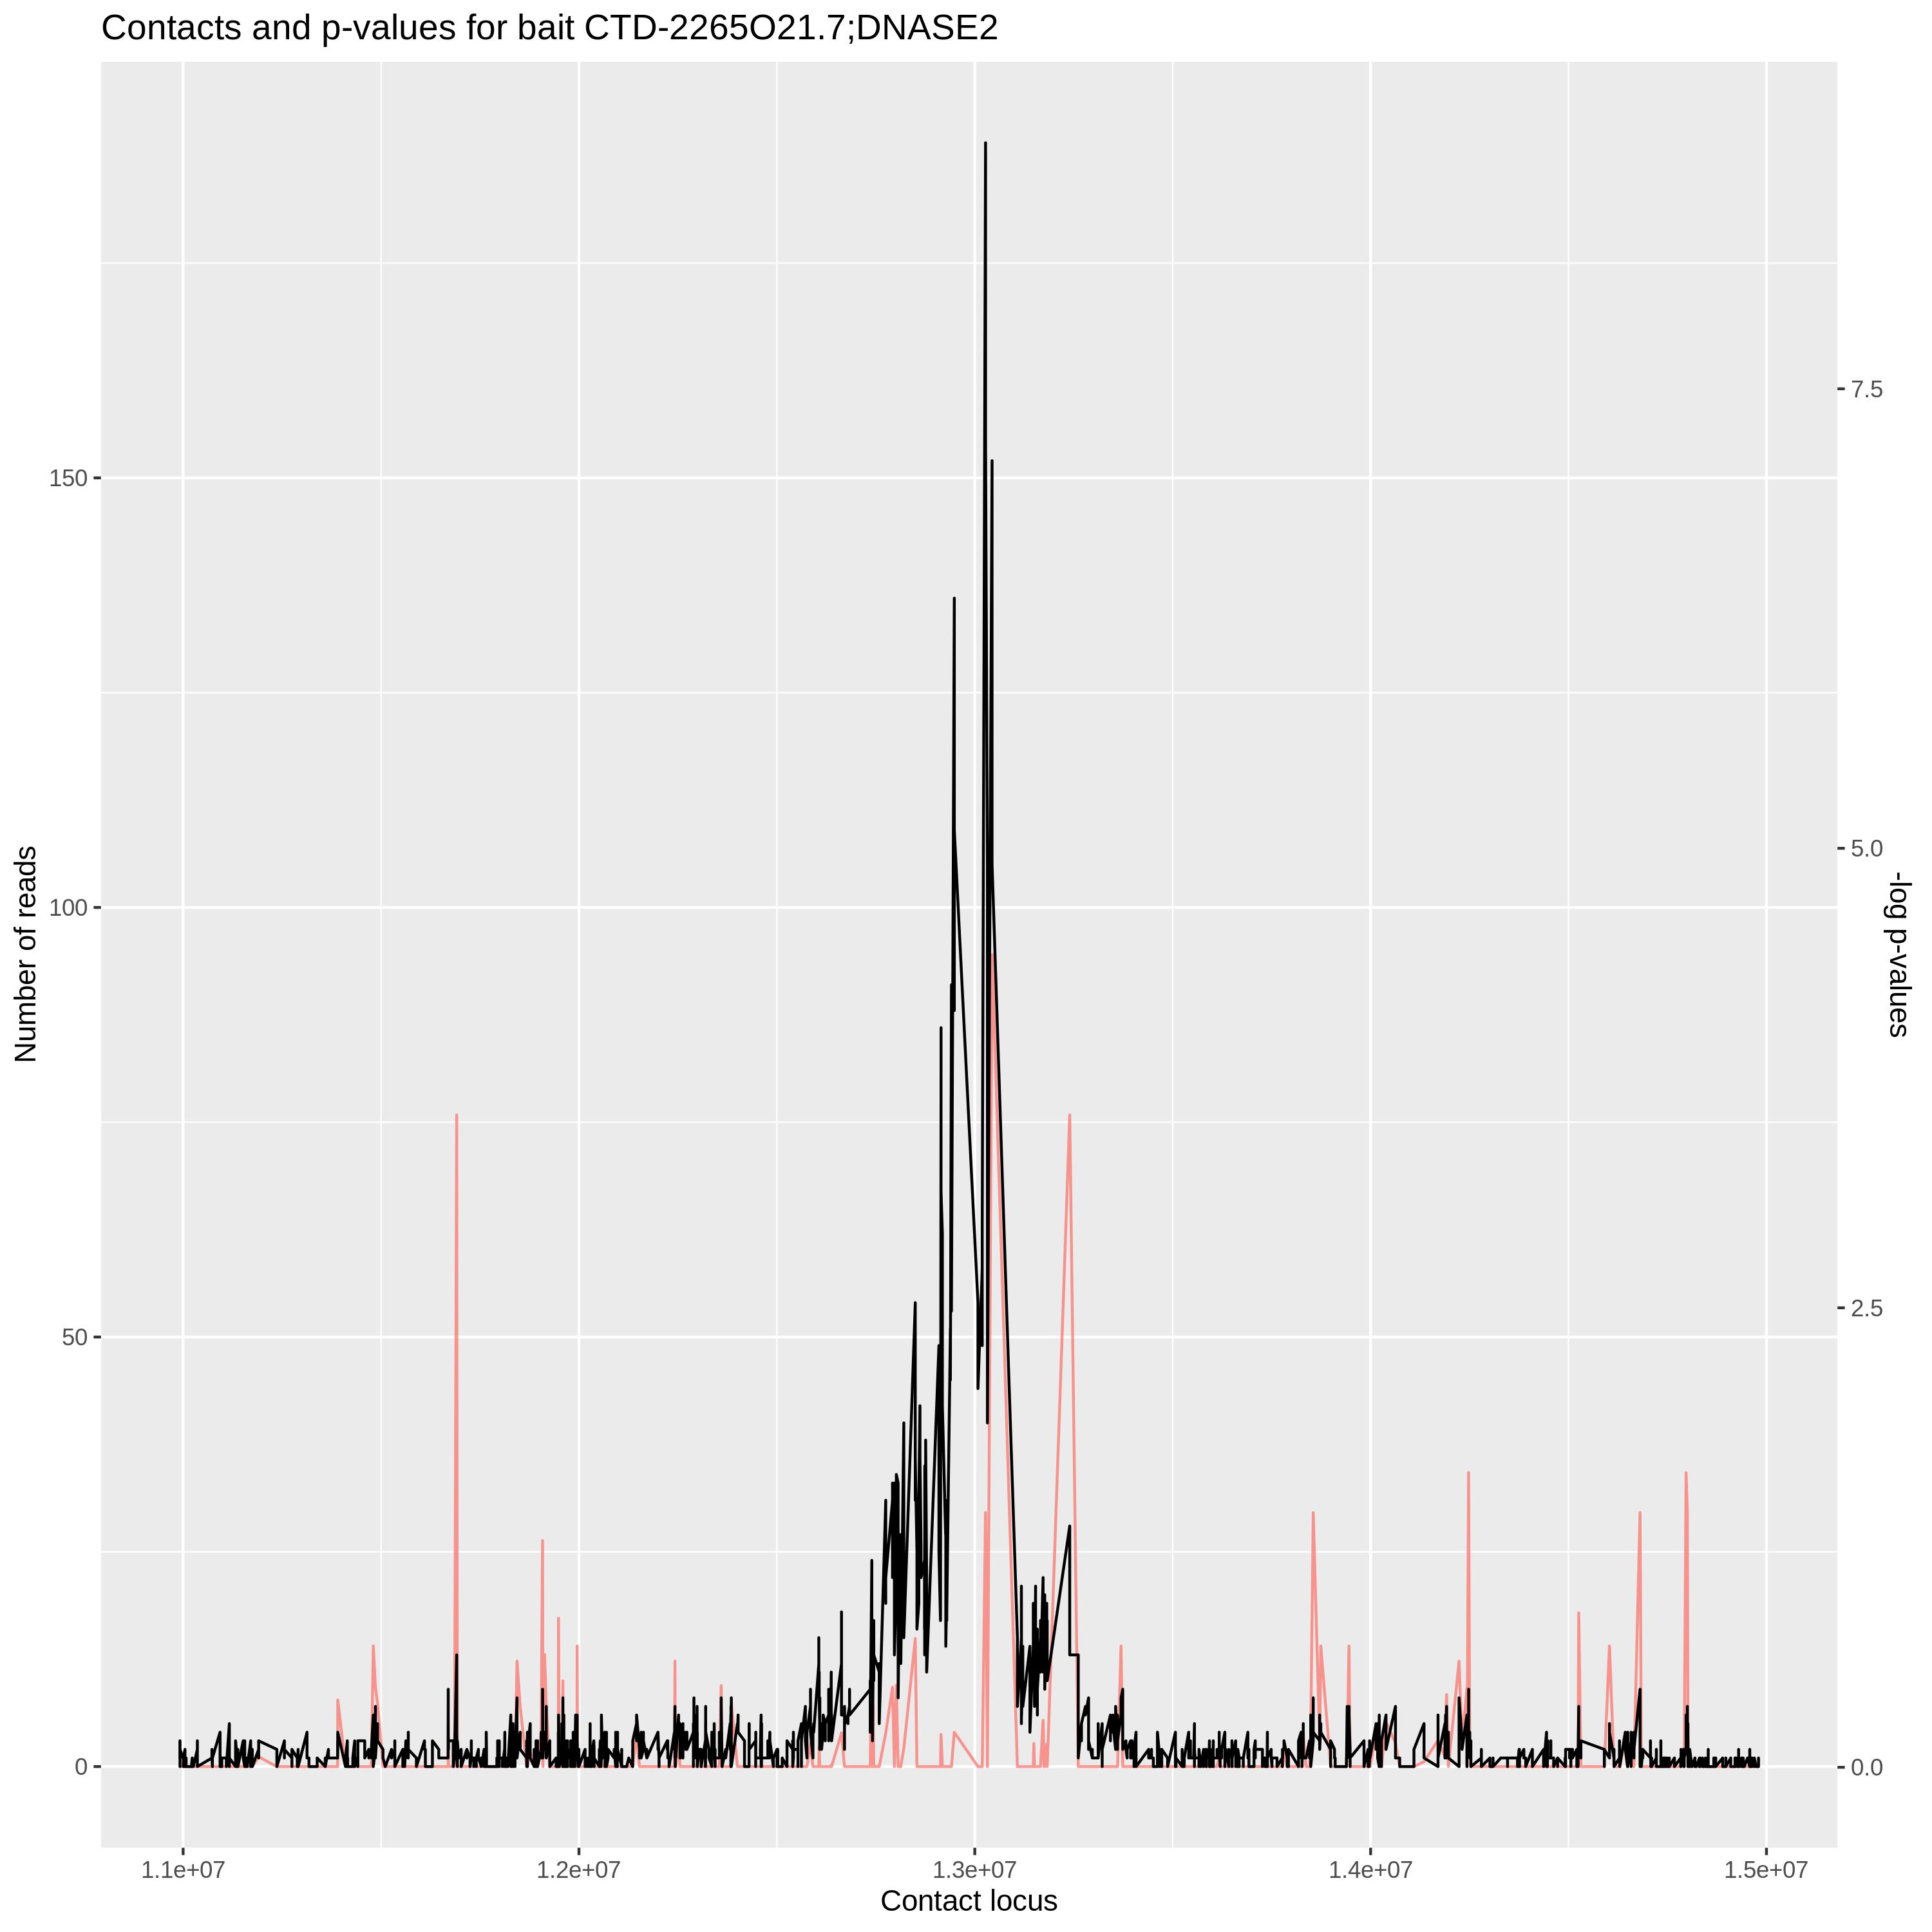 Contacts and p-values for bait CTD-2265O21.7;DNASE2
7.5
150
5.0
100
Number of reads
-log p-values
2.5
50
0
0.0
1.1e+07 1.2e+07 1.3e+07 1.4e+07 1.5e+07
Contact locus